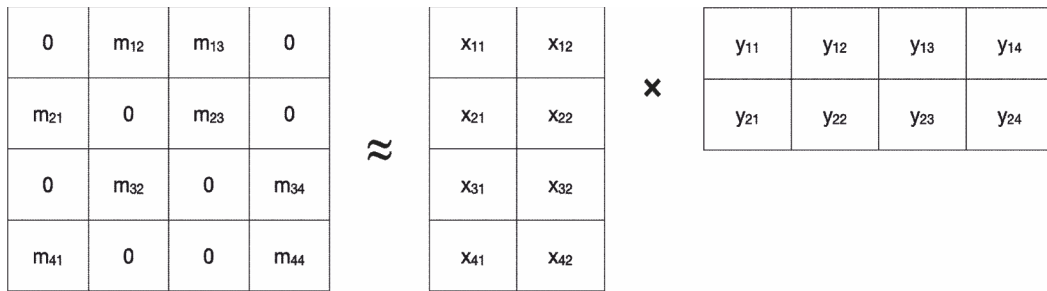 0 m₁₂ m₁₃ 0
m₂₁ 0 m₂₃ 0
0 m₃₂ 0 m₃₄
m₄₁ 0 0 m₄₄
≈
x₁₁ x₁₂
x₂₁ x₂₂
x₃₁ x₃₂
x₄₁ x₄₂
×
y₁₁ y₁₂ y₁₃ y₁₄
y₂₁ y₂₂ y₂₃ y₂₄